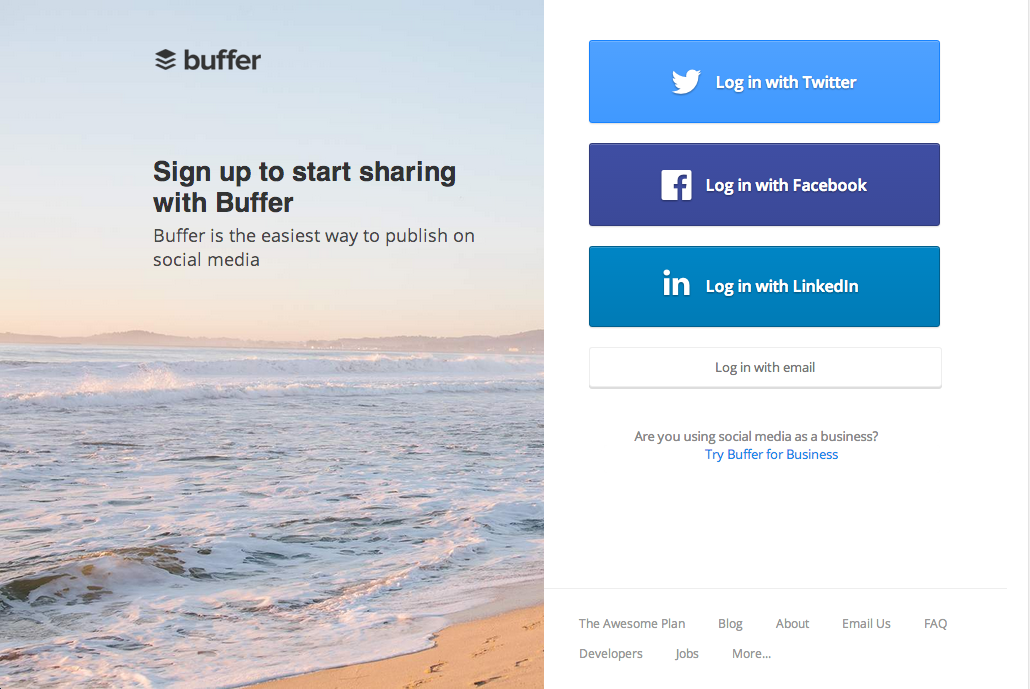 buffer
Sign up to start sharing
with Buffer
Buffer is the easiest way to publish on
social media
Log in with Twitter
Log in with Facebook
in Log in with LinkedIn
Log in with email
Are you using social media as a business?
Try Buffer for Business
The Awesome Plan Blog About Email Us FAQ
Developers Jobs More...